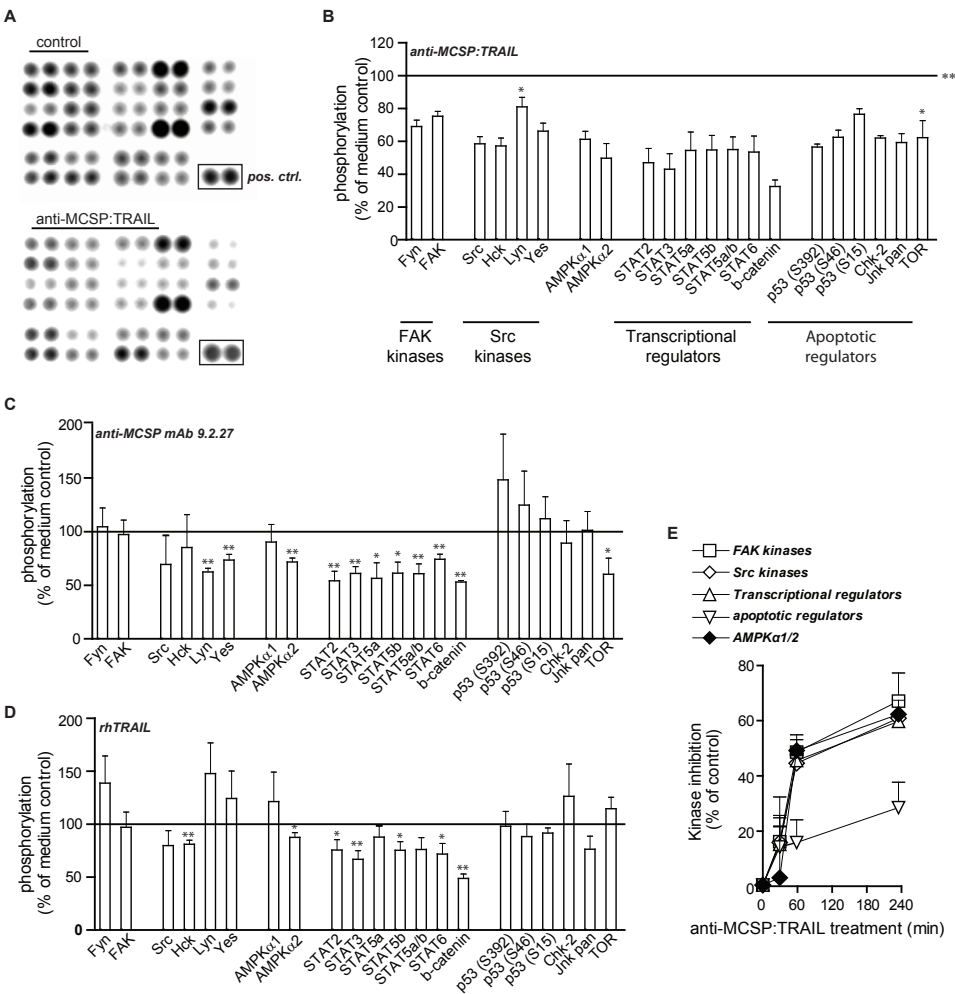 A
control
pos. ctrl.
anti-MCSP:TRAIL
B
anti-MCSP:TRAIL
phosphorylation
(% of medium control)
120
100
80
60
40
20
0
**
*
*
Fyn
FAK
Src
Hck
Lyn
Yes
AMPKα1
AMPKα2
STAT2
STAT3
STAT5a
STAT5b
STAT5a/b
STAT6
b-catenin
p53 (S392)
p53 (S46)
p53 (S15)
Chk-2
Jnk pan
TOR
FAK
kinases
Src
kinases
Transcriptional
regulators
Apoptotic
regulators
C
anti-MCSP mAb 9.2.27
phosphorylation
(% of medium control)
200
150
100
50
0
** ** ** ** ** * * ** ** ** *
Fyn
FAK
Src
Hck
Lyn
Yes
AMPKα1
AMPKα2
STAT2
STAT3
STAT5a
STAT5b
STAT5a/b
STAT6
b-catenin
p53 (S392)
p53 (S46)
p53 (S15)
Chk-2
Jnk pan
TOR
D
rhTRAIL
phosphorylation
(% of medium control)
200
150
100
50
0
** * * ** * * **
Fyn
FAK
Src
Hck
Lyn
Yes
AMPKα1
AMPKα2
STAT2
STAT3
STAT5a
STAT5b
STAT5a/b
STAT6
b-catenin
p53 (S392)
p53 (S46)
p53 (S15)
Chk-2
Jnk pan
TOR
E
FAK kinases
Src kinases
Transcriptional regulators
apoptotic regulators
AMPKα1/2
Kinase inhibition
(% of control)
80
60
40
20
0
0 60 120 180 240
anti-MCSP:TRAIL treatment (min)